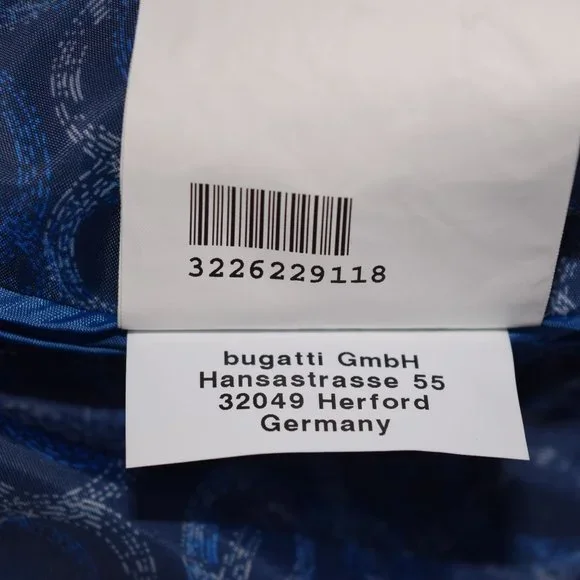 3226229118
bugatti GmbH
Hansastrasse 55
32049 Herford
Germany